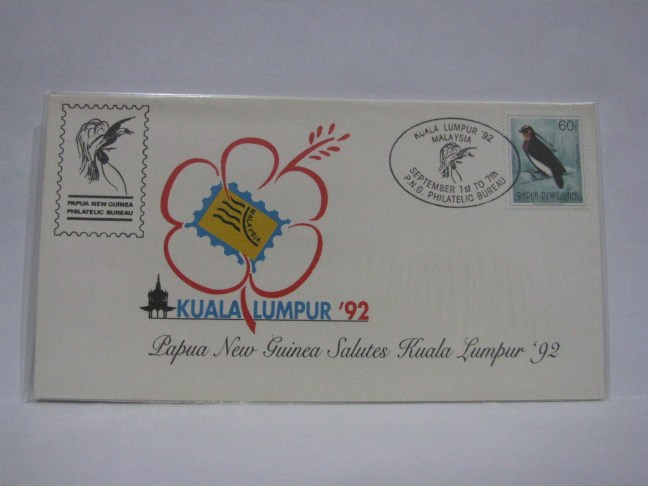 PAPUA NEW GUINEA
PHILATELIC BUREAU
KUALA LUMPUR '92
MALAYSIA
SEPTEMBER 1st TO 7th
P.N.G. PHILATELIC BUREAU
60t
PAPUA NEW GUINEA
MALAYSIA
KUALA LUMPUR '92
Papua New Guinea Salutes Kuala Lumpur '92